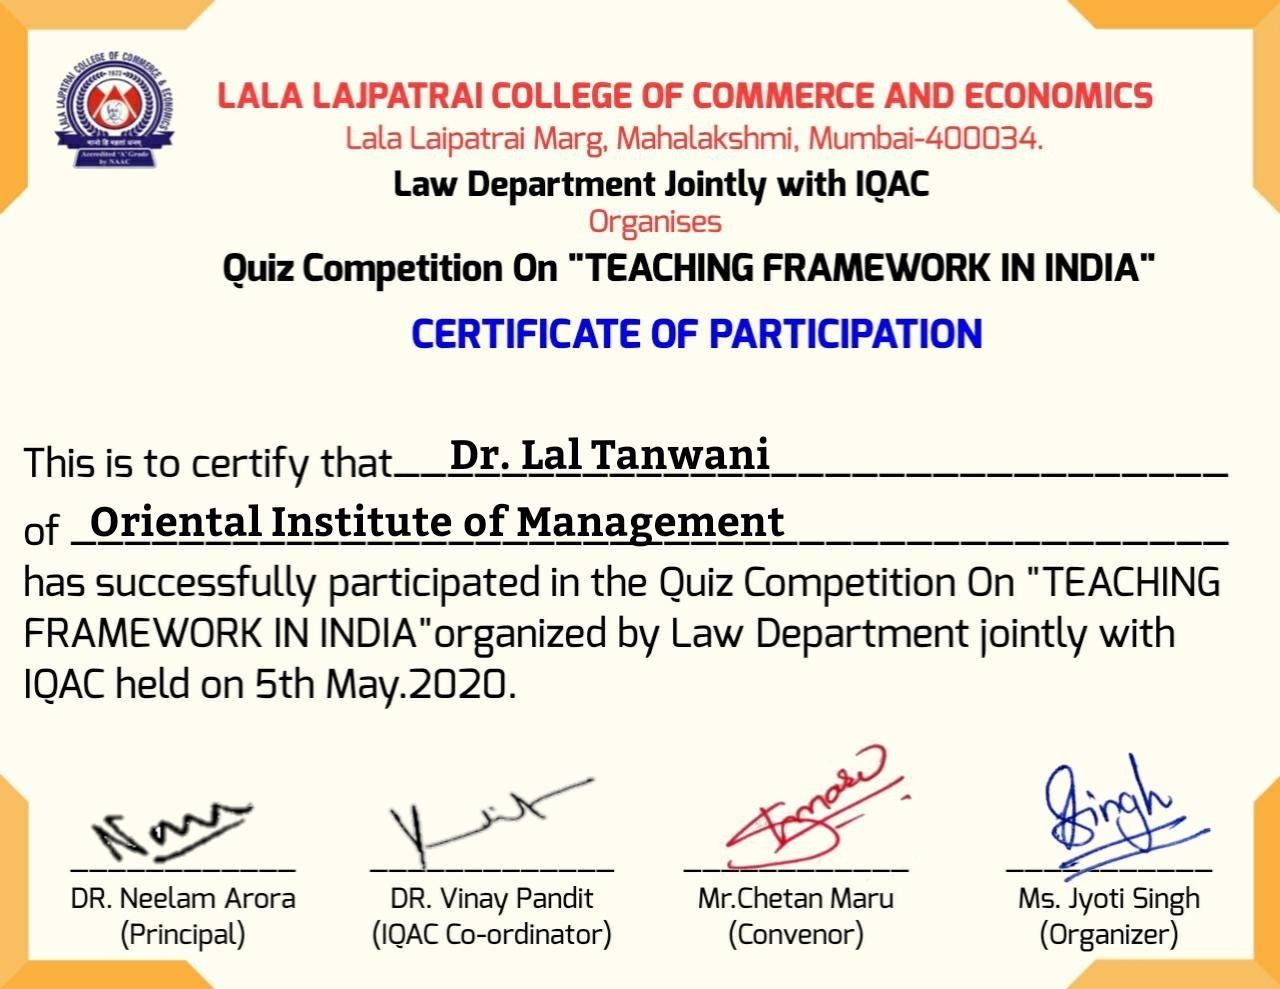 LALA LAJPATRAI COLLEGE OF COMMERCE & ECONOMICS
1972
मानो हि महतां धनम्
Accredited 'A' Grade
by NAAC
LALA LAJPATRAI COLLEGE OF COMMERCE AND ECONOMICS
Lala Laipatrai Marg, Mahalakshmi, Mumbai-400034.
Law Department Jointly with IQAC
Organises
Quiz Competition On "TEACHING FRAMEWORK IN INDIA"
CERTIFICATE OF PARTICIPATION
This is to certify that Dr. Lal Tanwani
of Oriental Institute of Management
has successfully participated in the Quiz Competition On "TEACHING
FRAMEWORK IN INDIA"organized by Law Department jointly with
IQAC held on 5th May.2020.
Singh
DR. Neelam Arora DR. Vinay Pandit Mr.Chetan Maru Ms. Jyoti Singh
(Principal) (IQAC Co-ordinator) (Convenor) (Organizer)